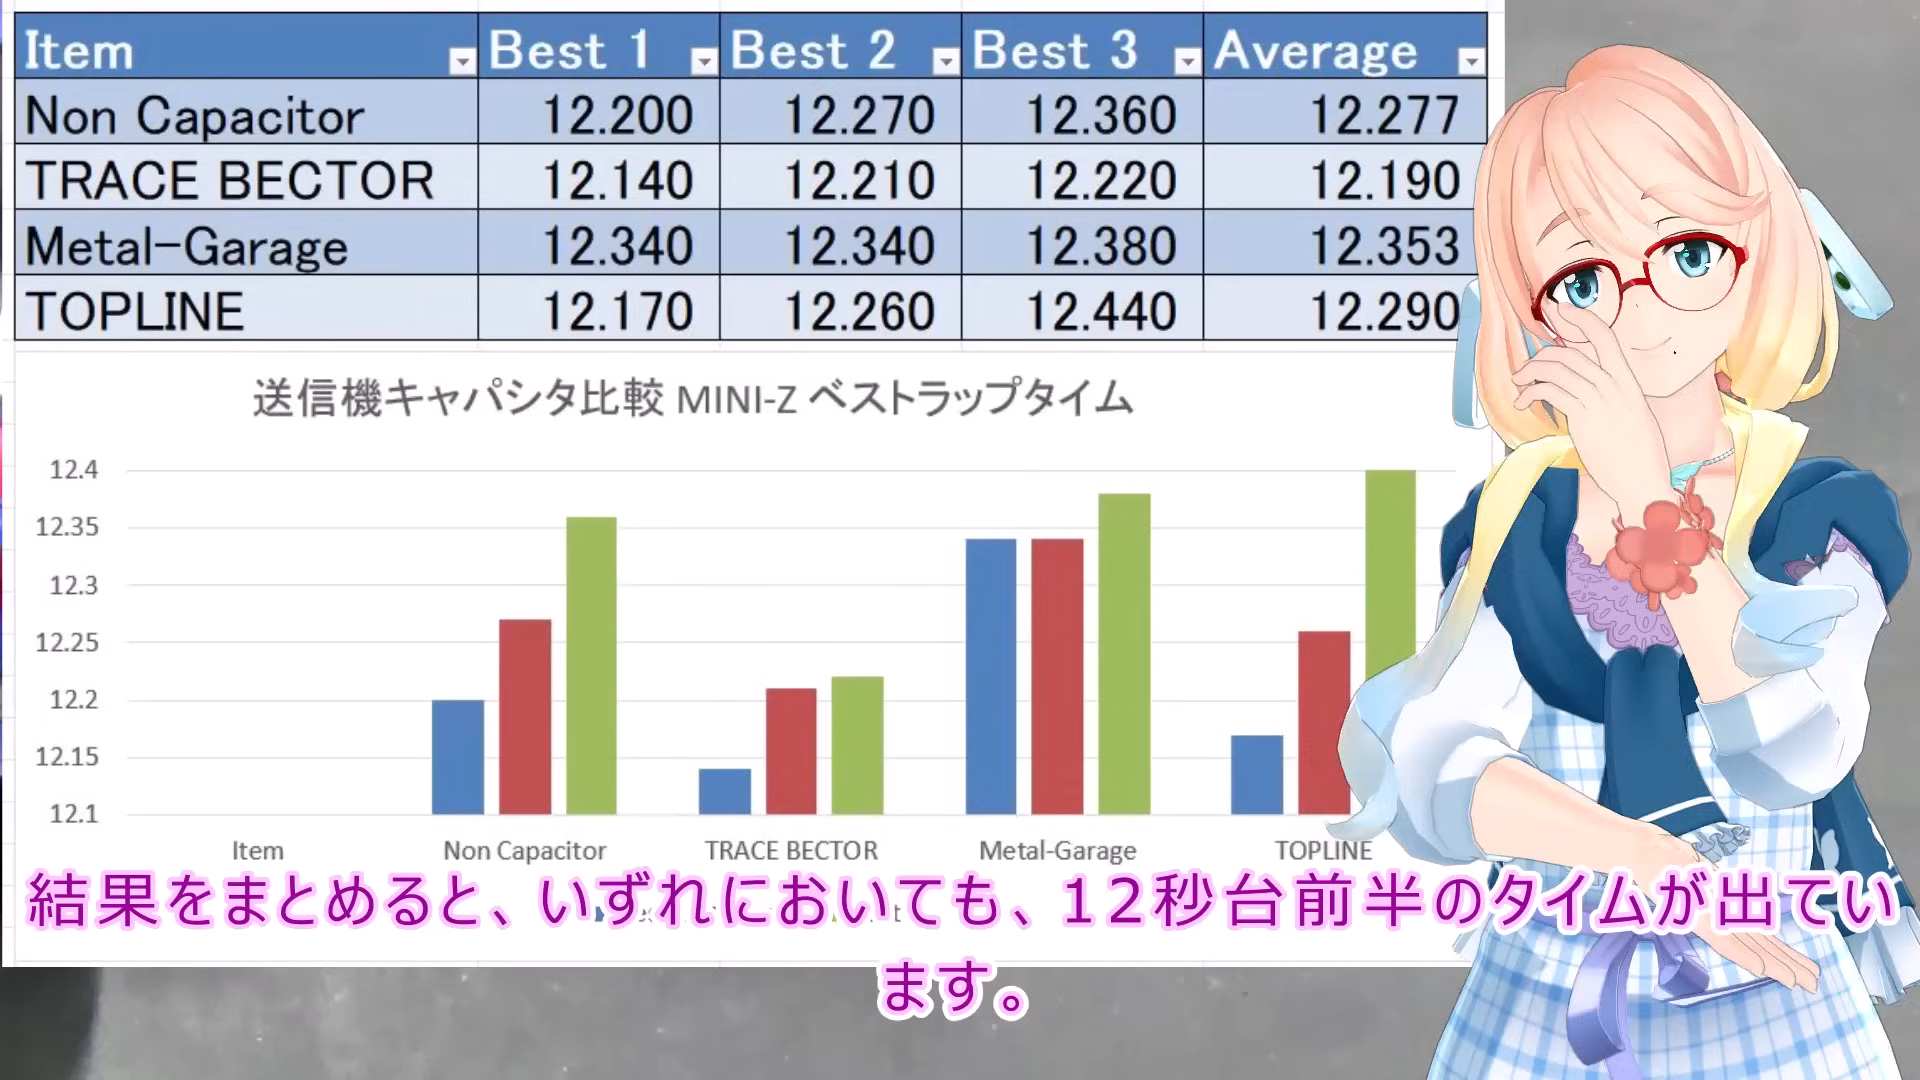 Item Best 1 Best 2 Best 3 Average
Non Capacitor 12.200 12.270 12.360 12.277
TRACE BECTOR 12.140 12.210 12.220 12.190
Metal-Garage 12.340 12.340 12.380 12.353
TOPLINE 12.170 12.260 12.440 12.290
送信機キャパシタ比較 MINI-Z ベストラップタイム
12.4
12.35
12.3
12.25
12.2
12.15
12.1
Item Non Capacitor TRACE BECTOR Metal-Garage TOPLINE
結果をまとめると、いずれにおいても、12秒台前半のタイムが出てい
ます。